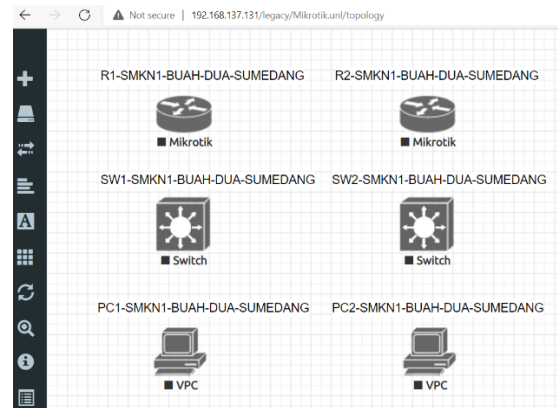 Not secure | 192.168.137.131/legacy/Mikrotik.unl/topology
R1-SMKN1-BUAH-DUA-SUMEDANG R2-SMKN1-BUAH-DUA-SUMEDANG
Mikrotik Mikrotik
SW1-SMKN1-BUAH-DUA-SUMEDANG SW2-SMKN1-BUAH-DUA-SUMEDANG
Switch Switch
PC1-SMKN1-BUAH-DUA-SUMEDANG PC2-SMKN1-BUAH-DUA-SUMEDANG
VPC VPC